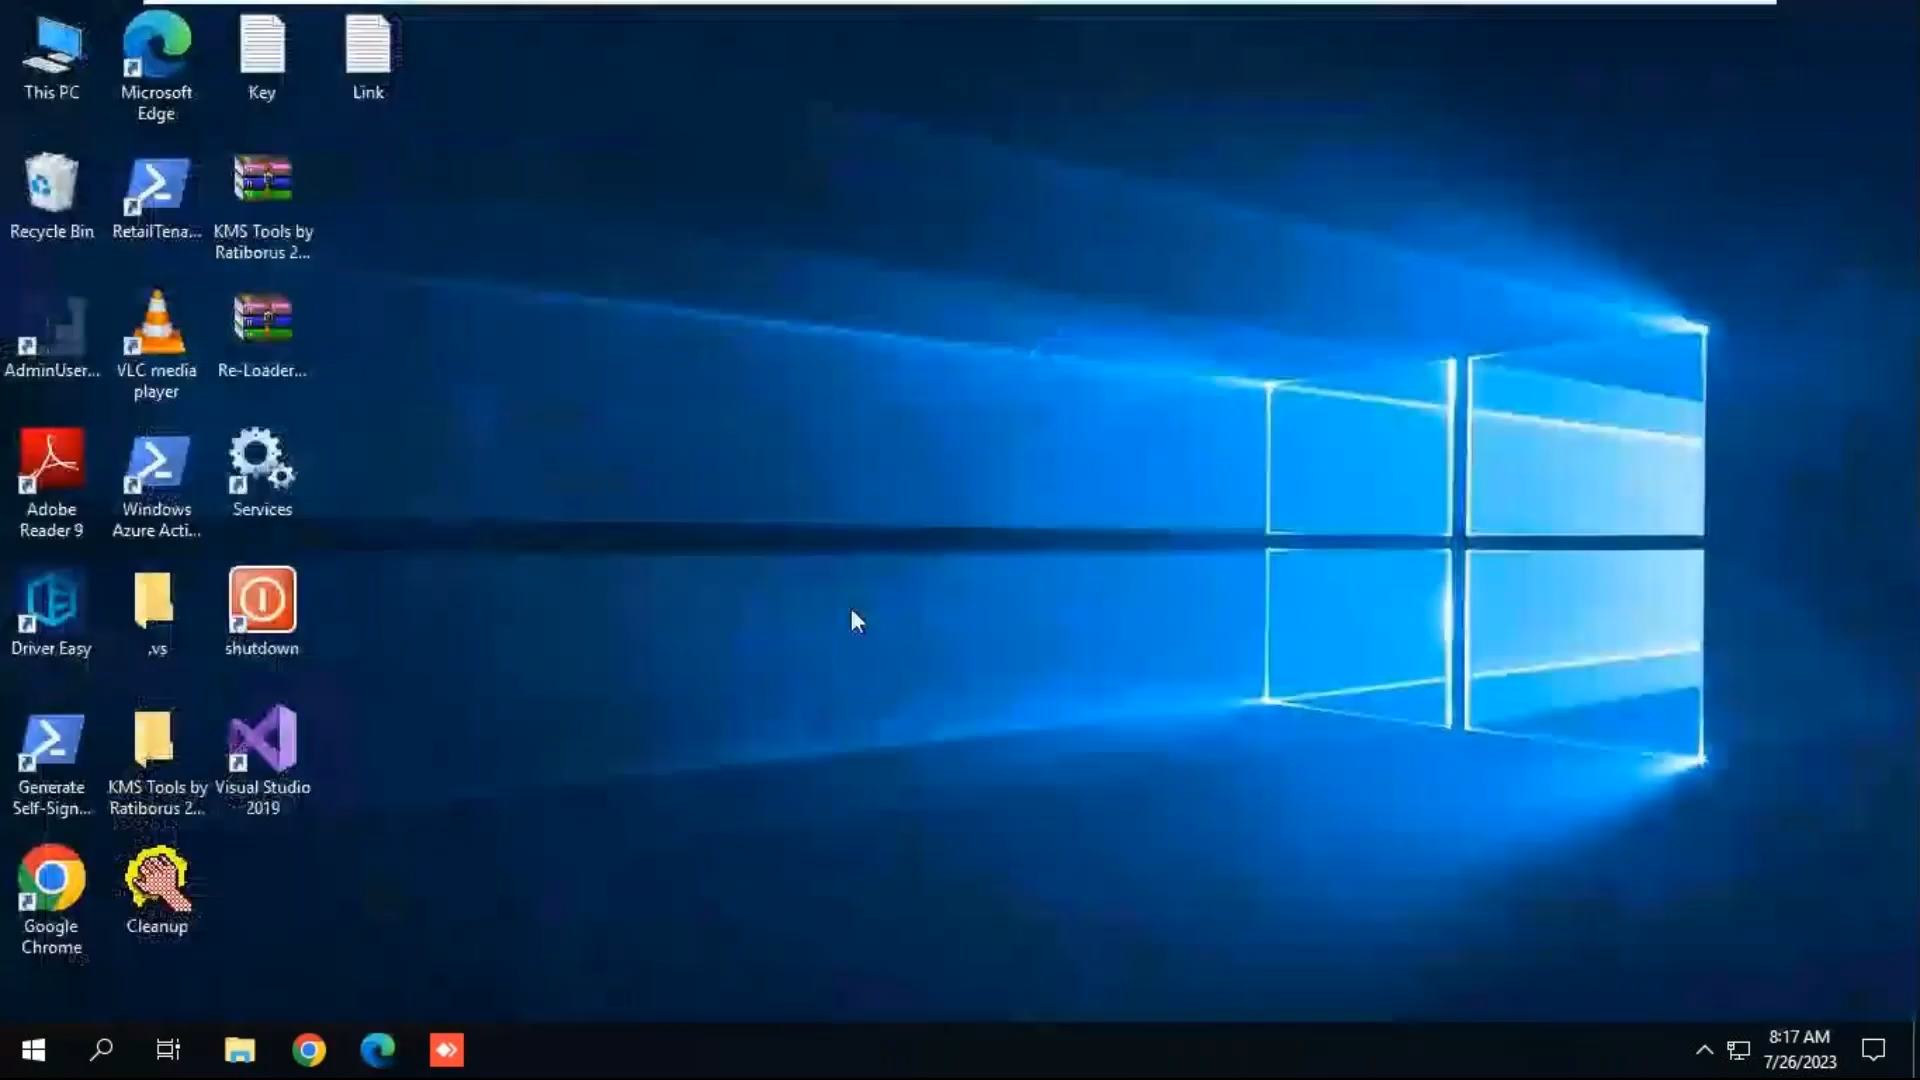 This PC
Microsoft
Edge
Key
Link
Recycle Bin
RetailTena...
KMS Tools by
Ratiborus 2...
AdminUser...
VLC media
player
Re-Loader...
Adobe
Reader 9
Windows
Azure Acti...
Services
Driver Easy
.vs
shutdown
Generate
Self-Sign...
KMS Tools by
Ratiborus 2...
Visual Studio
2019
Google
Chrome
Cleanup
8:17 AM
7/26/2023